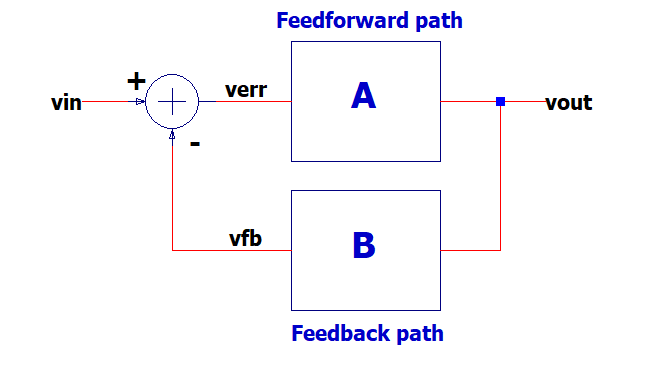 Feedforward path
+
vin
verr
A
vout
-
vfb
B
Feedback path